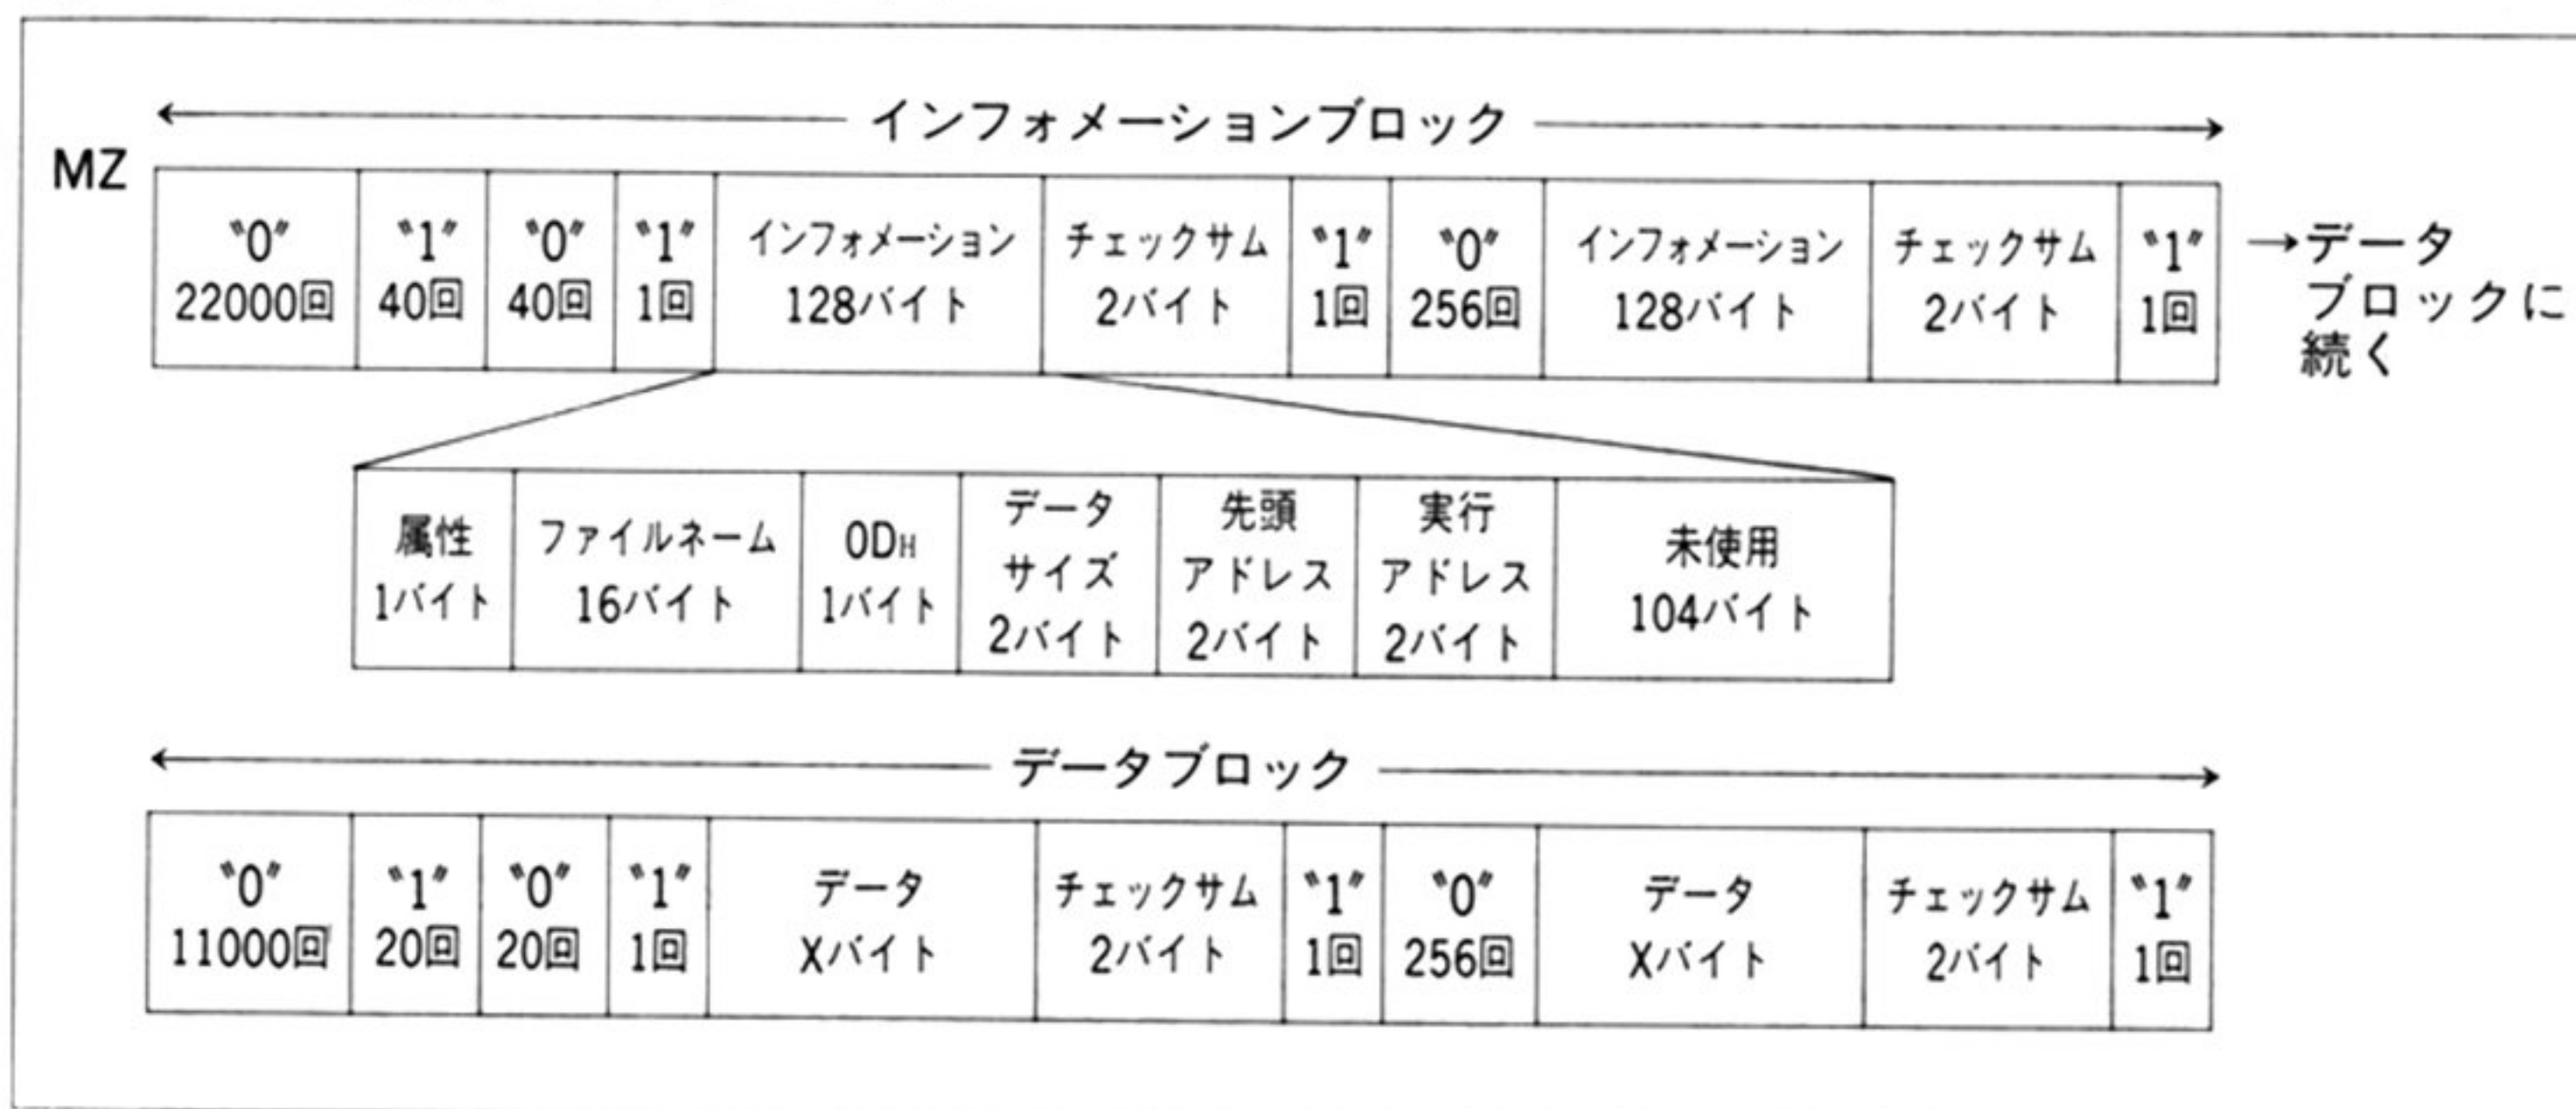 インフォメーションブロック
MZ
〝0〟 〝1〟 〝0〟 〝1〟 インフォメーション チェックサム 〝1〟 〝0〟 インフォメーション チェックサム 〝1〟
22000回 40回 40回 1回 128バイト 2バイト 1回 256回 128バイト 2バイト 1回
→データ
ブロックに
続く
属性
1バイト
ファイルネーム
16バイト
0DH
1バイト
データ
サイズ
2バイト
先頭
アドレス
2バイト
実行
アドレス
2バイト
未使用
104バイト
データブロック
〝0〟 〝1〟 〝0〟 〝1〟 データ チェックサム 〝1〟 〝0〟 データ チェックサム 〝1〟
11000回 20回 20回 1回 Xバイト 2バイト 1回 256回 Xバイト 2バイト 1回